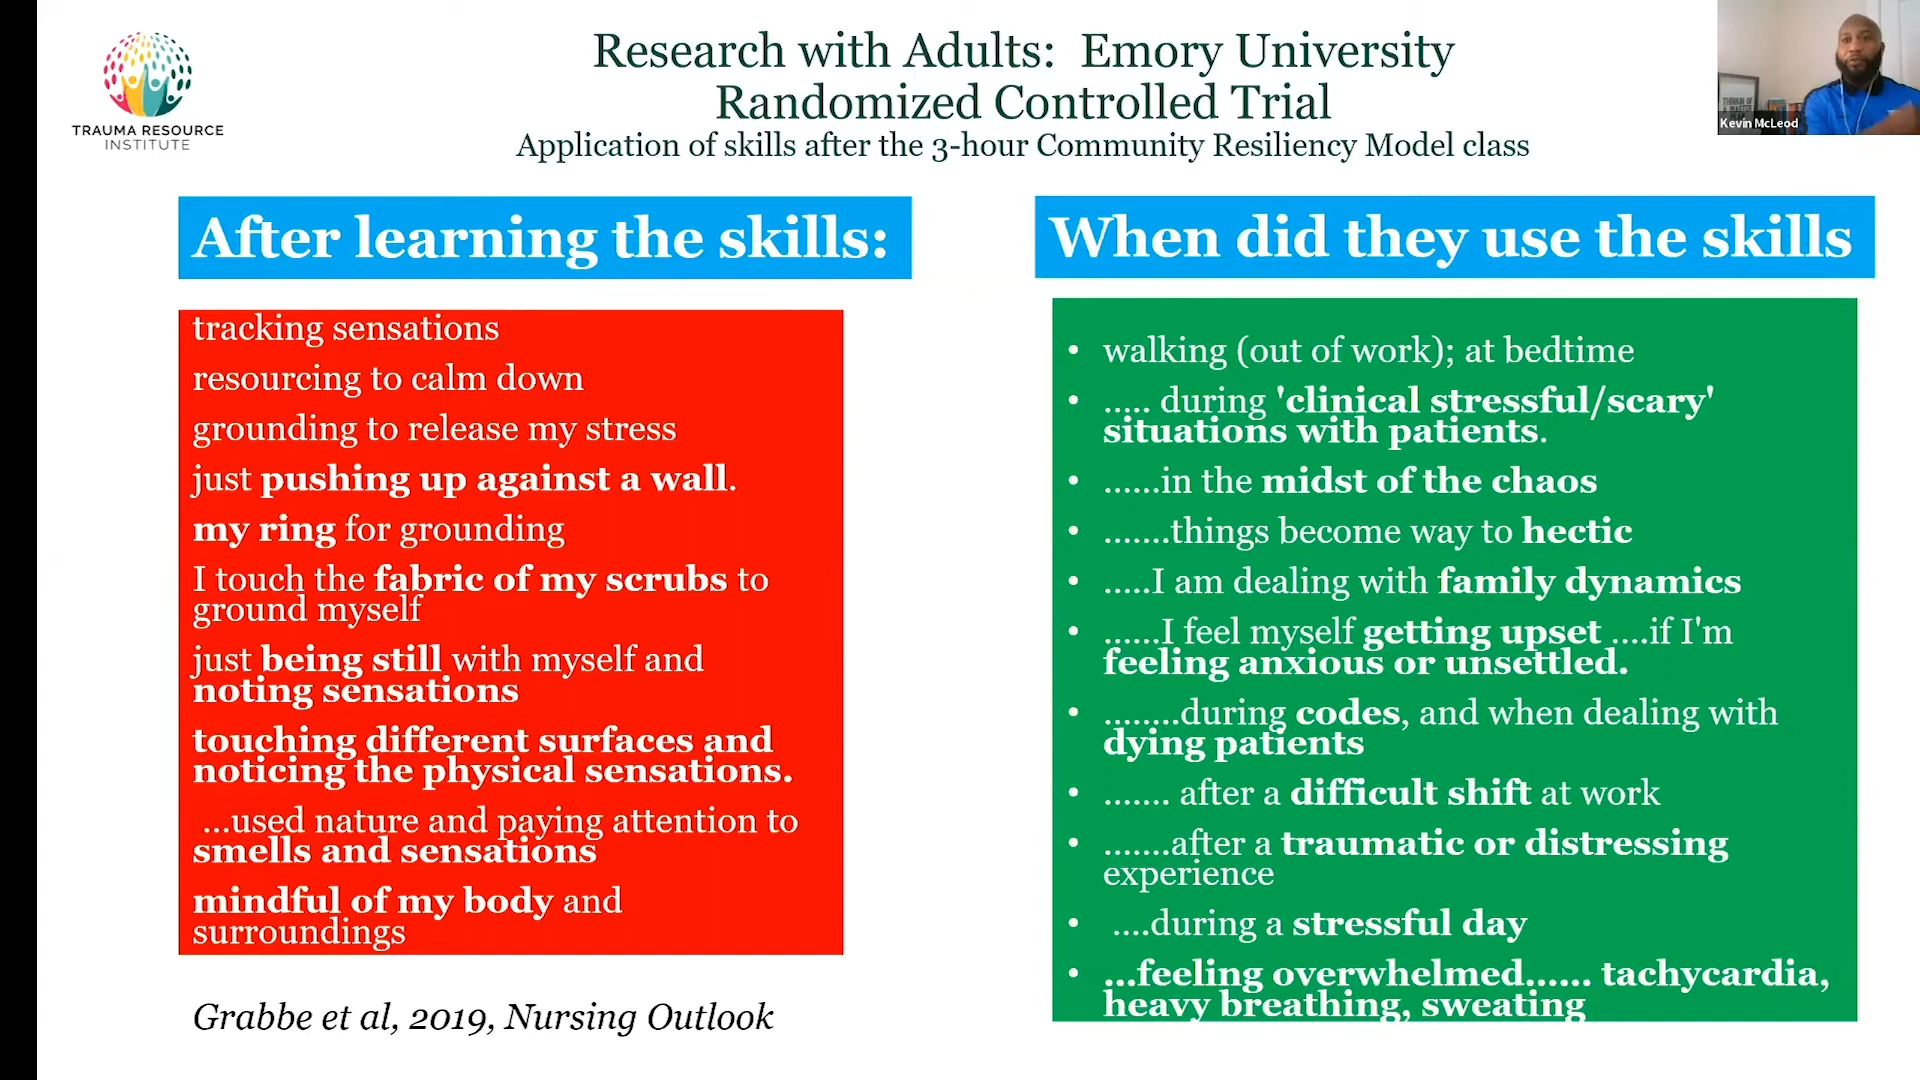 TRAUMA RESOURCE
INSTITUTE
Research with Adults: Emory University
Randomized Controlled Trial
Application of skills after the 3-hour Community Resiliency Model class
Kevin McLeod
After learning the skills:
tracking sensations
resourcing to calm down
grounding to release my stress
just pushing up against a wall.
my ring for grounding
I touch the fabric of my scrubs to
ground myself
just being still with myself and
noting sensations
touching different surfaces and
noticing the physical sensations.
...used nature and paying attention to
smells and sensations
mindful of my body and
surroundings
Grabbe et al, 2019, Nursing Outlook
When did they use the skills
• walking (out of work); at bedtime
• ..... during 'clinical stressful/scary'
situations with patients.
• ......in the midst of the chaos
• .......things become way to hectic
• .....I am dealing with family dynamics
• ......I feel myself getting upset ....if I'm
feeling anxious or unsettled.
• ........during codes, and when dealing with
dying patients
• ....... after a difficult shift at work
• .......after a traumatic or distressing
experience
• ....during a stressful day
• ...feeling overwhelmed...... tachycardia,
heavy breathing, sweating